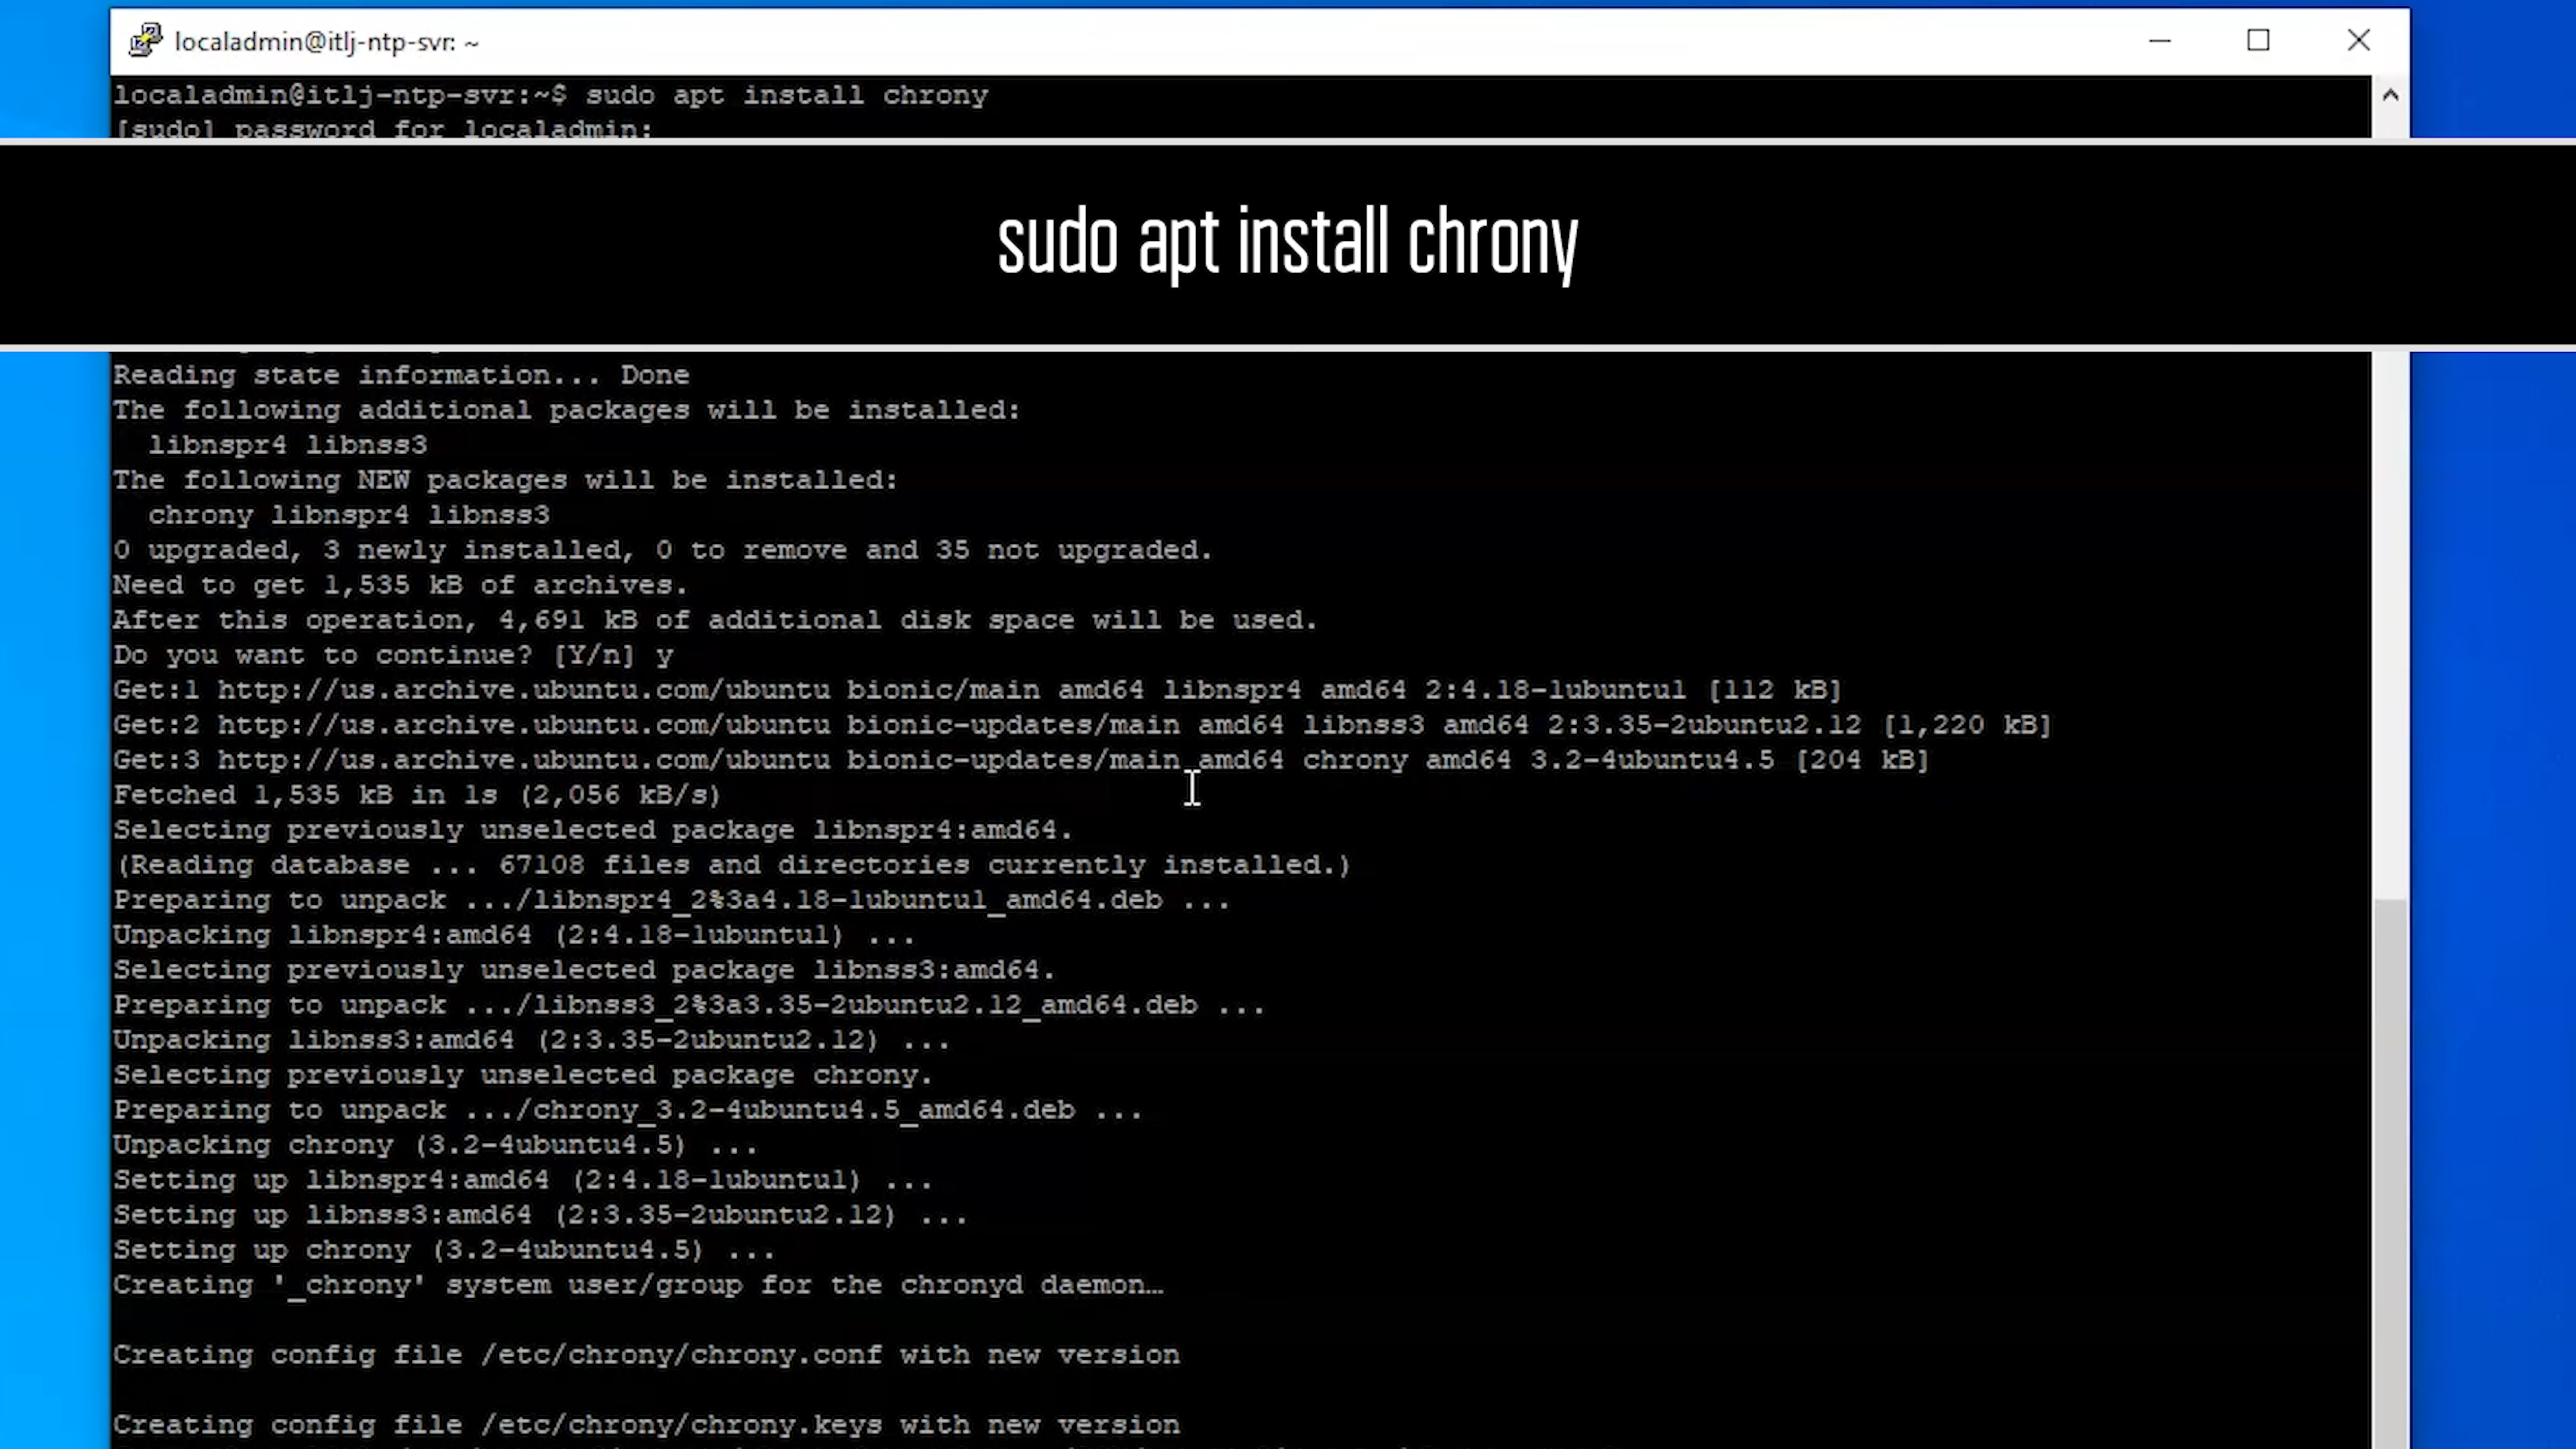 localadmin@itlj-ntp-svr: ~
localadmin@itlj-ntp-svr:~$ sudo apt install chrony
[sudo] password for localadmin:
sudo apt install chrony
Reading state information... Done
The following additional packages will be installed:
  libnspr4 libnss3
The following NEW packages will be installed:
  chrony libnspr4 libnss3
0 upgraded, 3 newly installed, 0 to remove and 35 not upgraded.
Need to get 1,535 kB of archives.
After this operation, 4,691 kB of additional disk space will be used.
Do you want to continue? [Y/n] y
Get:1 http://us.archive.ubuntu.com/ubuntu bionic/main amd64 libnspr4 amd64 2:4.18-1ubuntu1 [112 kB]
Get:2 http://us.archive.ubuntu.com/ubuntu bionic-updates/main amd64 libnss3 amd64 2:3.35-2ubuntu2.12 [1,220 kB]
Get:3 http://us.archive.ubuntu.com/ubuntu bionic-updates/main amd64 chrony amd64 3.2-4ubuntu4.5 [204 kB]
Fetched 1,535 kB in 1s (2,056 kB/s)
Selecting previously unselected package libnspr4:amd64.
(Reading database ... 67108 files and directories currently installed.)
Preparing to unpack .../libnspr4_2%3a4.18-1ubuntu1_amd64.deb ...
Unpacking libnspr4:amd64 (2:4.18-1ubuntu1) ...
Selecting previously unselected package libnss3:amd64.
Preparing to unpack .../libnss3_2%3a3.35-2ubuntu2.12_amd64.deb ...
Unpacking libnss3:amd64 (2:3.35-2ubuntu2.12) ...
Selecting previously unselected package chrony.
Preparing to unpack .../chrony_3.2-4ubuntu4.5_amd64.deb ...
Unpacking chrony (3.2-4ubuntu4.5) ...
Setting up libnspr4:amd64 (2:4.18-1ubuntu1) ...
Setting up libnss3:amd64 (2:3.35-2ubuntu2.12) ...
Setting up chrony (3.2-4ubuntu4.5) ...
Creating '_chrony' system user/group for the chronyd daemon…
Creating config file /etc/chrony/chrony.conf with new version
Creating config file /etc/chrony/chrony.keys with new version